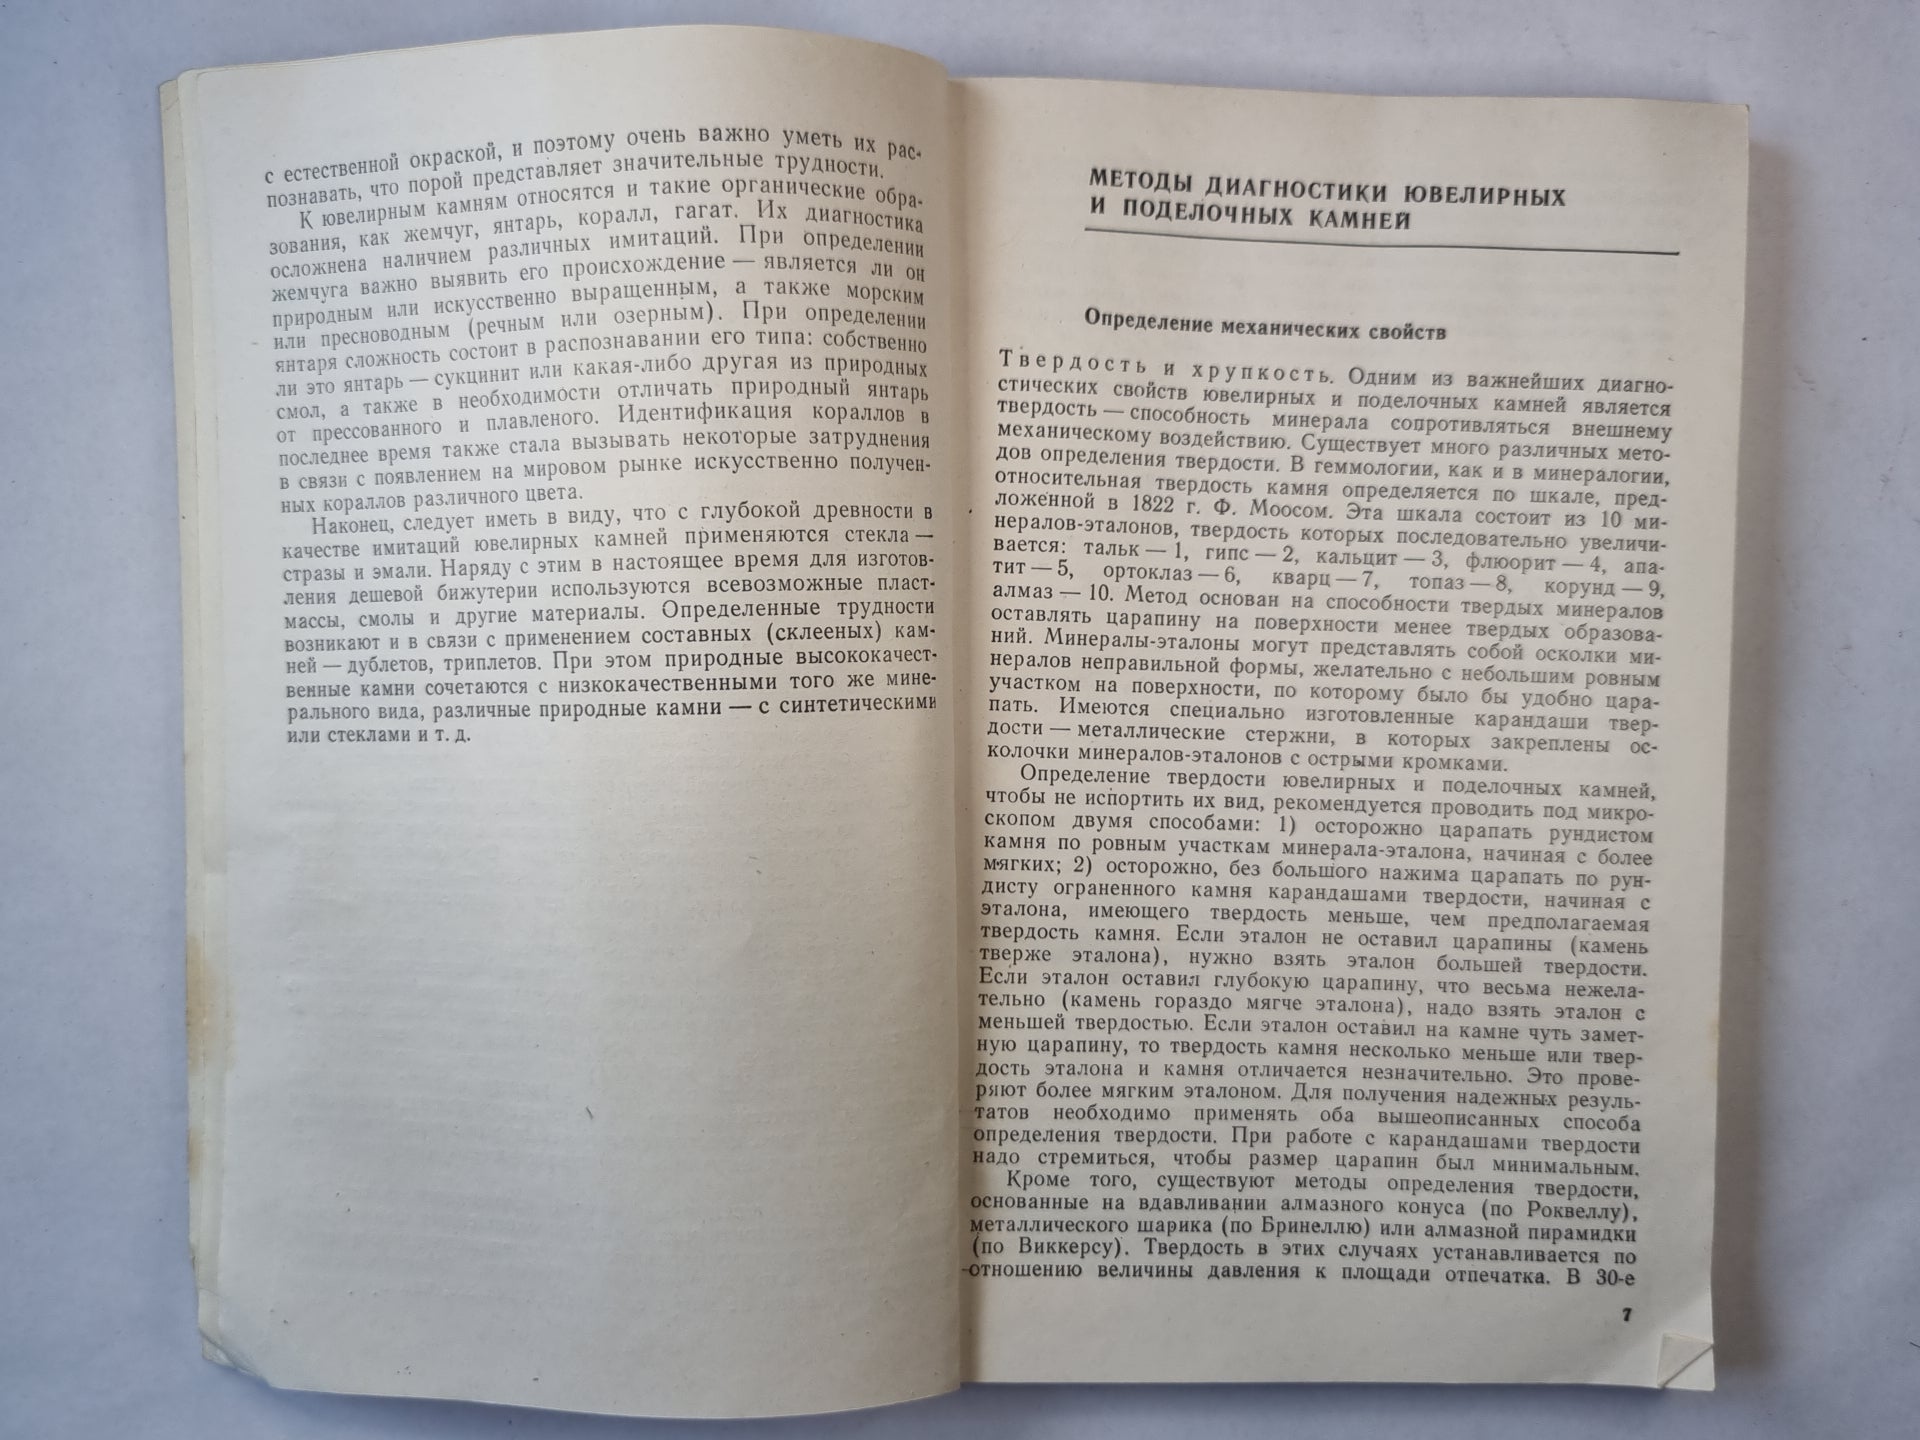 с естественной окраской, и поэтому очень важно уметь их рас-
познавать, что порой представляет значительные трудности.
К ювелирным камням относятся и такие органические обра-
зования, как жемчуг, янтарь, коралл, гагат. Их диагностика
осложнена наличием различных имитаций. При определении
жемчуга важно выявить его происхождение — является ли он
природным или искусственно выращенным, а также морским
или пресноводным (речным или озерным). При определении
янтаря сложность состоит в распознавании его типа: собственно
ли это янтарь — сукцинит или какая-либо другая из природных
смол, а также в необходимости отличать природный янтарь
от прессованного и плавленого. Идентификация кораллов в
последнее время также стала вызывать некоторые затруднения
в связи с появлением на мировом рынке искусственно получен-
ных кораллов различного цвета.
Наконец, следует иметь в виду, что с глубокой древности в
качестве имитаций ювелирных камней применяются стекла —
стразы и эмали. Наряду с этим в настоящее время для изготов-
ления дешевой бижутерии используются всевозможные пласт-
массы, смолы и другие материалы. Определенные трудности
возникают и в связи с применением составных (склееных) кам-
ней — дублетов, триплетов. При этом природные высококачест-
венные камни сочетаются с низкокачественными того же мине-
рального вида, различные природные камни — с синтетическими
или стеклами и т. д.
МЕТОДЫ ДИАГНОСТИКИ ЮВЕЛИРНЫХ
И ПОДЕЛОЧНЫХ КАМНЕЙ
Определение механических свойств
Твердость и хрупкость. Одним из важнейших диагно-
стических свойств ювелирных и поделочных камней является
твердость — способность минерала сопротивляться внешнему
механическому воздействию. Существует много различных мето-
дов определения твердости. В геммологии, как и в минералогии,
относительная твердость камня определяется по шкале, пред-
ложенной в 1822 г. Ф. Моосом. Эта шкала состоит из 10 ми-
нералов-эталонов, твердость которых последовательно увеличи-
вается: тальк — 1, гипс — 2, кальцит — 3, флюорит — 4, апа-
тит — 5, ортоклаз — 6, кварц — 7, топаз — 8, корунд — 9,
алмаз — 10. Метод основан на способности твердых минералов
оставлять царапину на поверхности менее твердых образова-
ний. Минералы-эталоны могут представлять собой осколки ми-
нералов неправильной формы, желательно с небольшим ровным
участком на поверхности, по которому было бы удобно цара-
пать. Имеются специально изготовленные карандаши твер-
дости — металлические стержни, в которых закреплены ос-
колочки минералов-эталонов с острыми кромками.
Определение твердости ювелирных и поделочных камней,
чтобы не испортить их вид, рекомендуется проводить под микро-
скопом двумя способами: 1) осторожно царапать рундистом
камня по ровным участкам минерала-эталона, начиная с более
мягких; 2) осторожно, без большого нажима царапать по рун-
дисту ограненного камня карандашами твердости, начиная с
эталона, имеющего твердость меньше, чем предполагаемая
твердость камня. Если эталон не оставил царапины (камень
тверже эталона), нужно взять эталон большей твердости.
Если эталон оставил глубокую царапину, что весьма нежела-
тельно (камень гораздо мягче эталона), надо взять эталон с
меньшей твердостью. Если эталон оставил на камне чуть замет-
ную царапину, то твердость камня несколько меньше или твер-
дость эталона и камня отличается незначительно. Это прове-
ряют более мягким эталоном. Для получения надежных резуль-
татов необходимо применять оба вышеописанных способа
определения твердости. При работе с карандашами твердости
надо стремиться, чтобы размер царапин был минимальным.
Кроме того, существуют методы определения твердости,
основанные на вдавливании алмазного конуса (по Роквеллу),
металлического шарика (по Бринеллю) или алмазной пирамидки
(по Виккерсу). Твердость в этих случаях устанавливается по
отношению величины давления к площади отпечатка. В 30-е
7